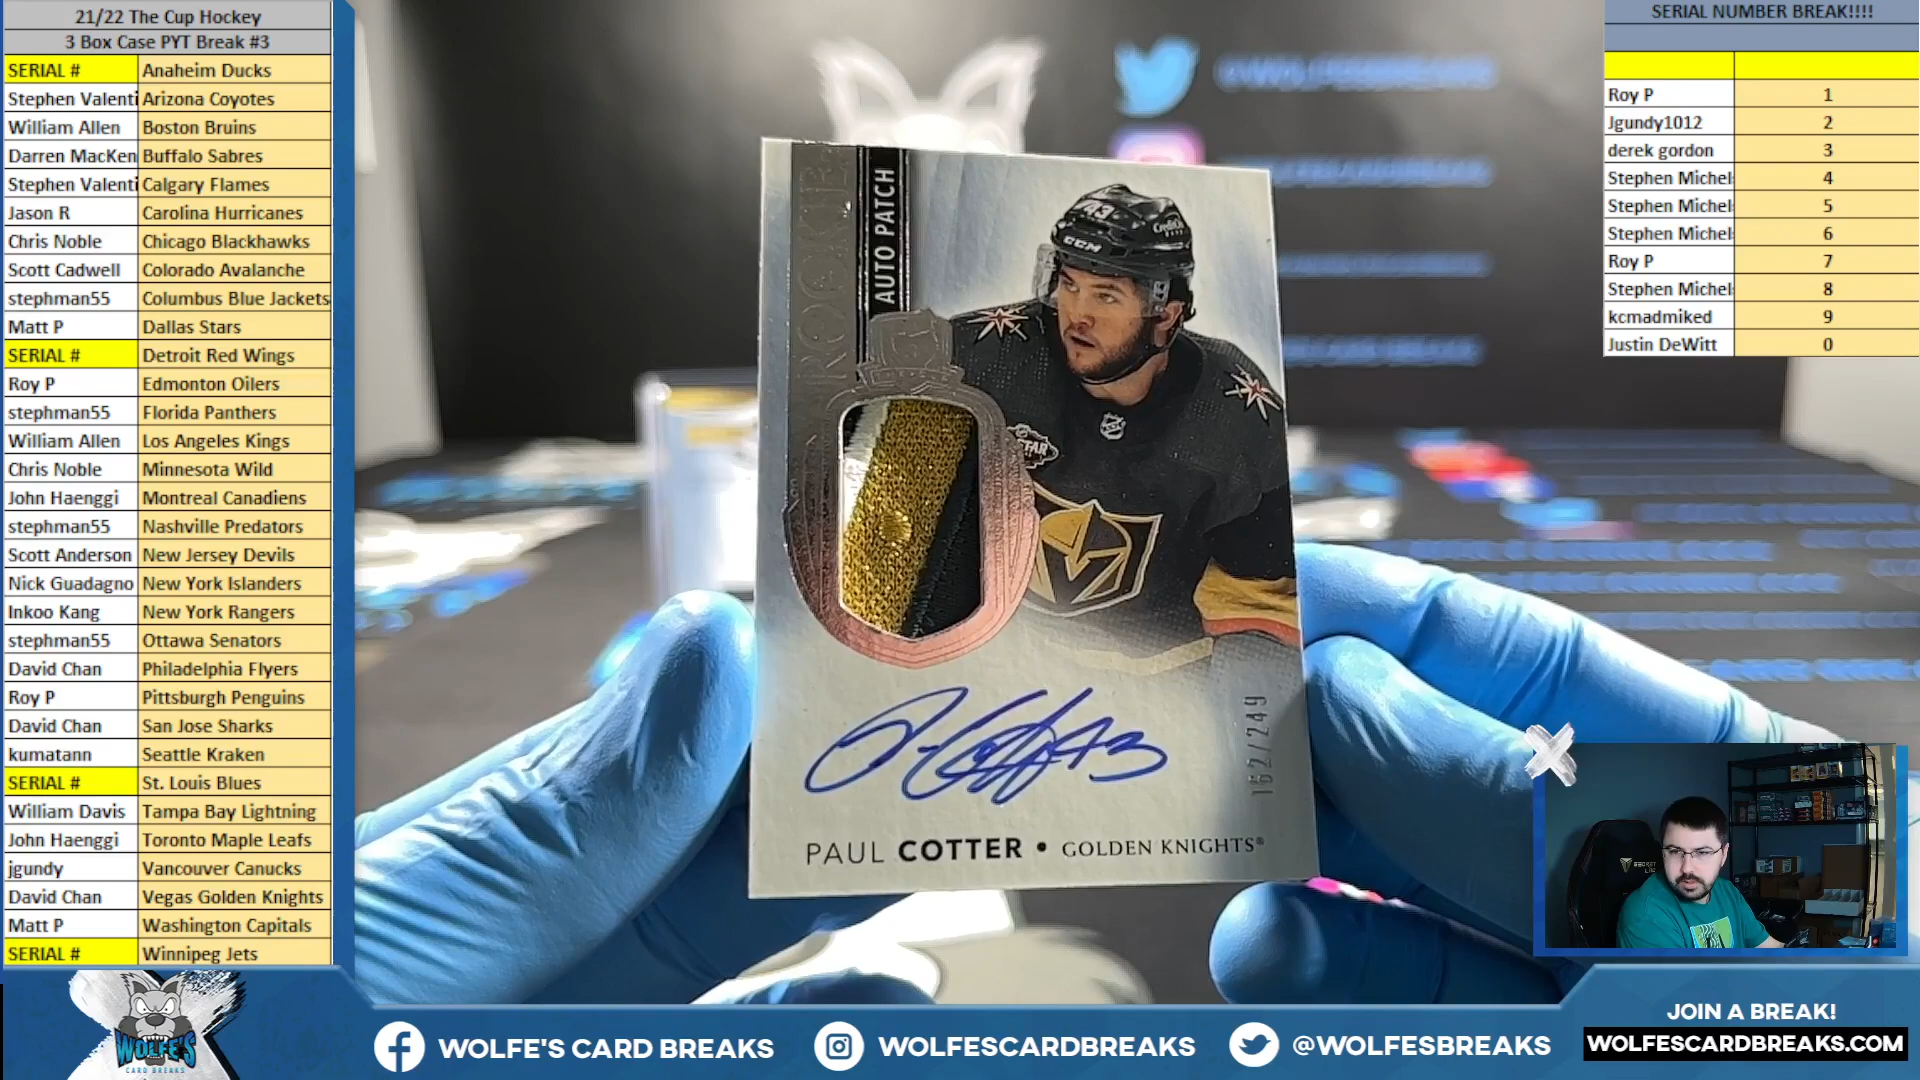 21/22 The Cup Hockey
3 Box Case PYT Break #3
SERIAL # Anaheim Ducks
Stephen Valenti Arizona Coyotes
William Allen Boston Bruins
Darren MacKen Buffalo Sabres
Stephen Valenti Calgary Flames
Jason R Carolina Hurricanes
Chris Noble Chicago Blackhawks
Scott Cadwell Colorado Avalanche
stephman55 Columbus Blue Jackets
Matt P Dallas Stars
SERIAL # Detroit Red Wings
Roy P Edmonton Oilers
stephman55 Florida Panthers
William Allen Los Angeles Kings
Chris Noble Minnesota Wild
John Haenggi Montreal Canadiens
stephman55 Nashville Predators
Scott Anderson New Jersey Devils
Nick Guadagno New York Islanders
Inkoo Kang New York Rangers
stephman55 Ottawa Senators
David Chan Philadelphia Flyers
Roy P Pittsburgh Penguins
David Chan San Jose Sharks
kumatann Seattle Kraken
SERIAL # St. Louis Blues
William Davis Tampa Bay Lightning
John Haenggi Toronto Maple Leafs
jgundy Vancouver Canucks
David Chan Vegas Golden Knights
Matt P Washington Capitals
SERIAL # Winnipeg Jets
ROOKIE
AUTO PATCH
43
CCM
162/249
PAUL COTTER • GOLDEN KNIGHTS®
SERIAL NUMBER BREAK!!!!
Roy P 1
Jgundy1012 2
derek gordon 3
Stephen Michel 4
Stephen Michel 5
Stephen Michel 6
Roy P 7
Stephen Michel 8
kcmadmiked 9
Justin DeWitt 0
WOLFE'S
CARD BREAKS
WOLFE'S CARD BREAKS
WOLFESCARDBREAKS
@WOLFESBREAKS
JOIN A BREAK!
WOLFESCARDBREAKS.COM